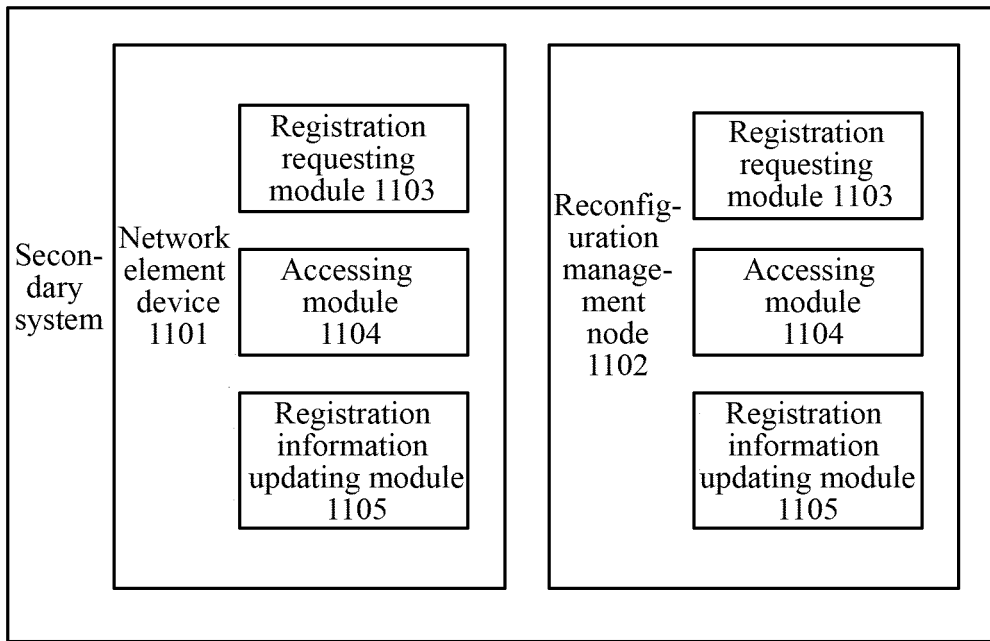 Secon-
dary
system
Network
element
device
1101
Registration
requesting
module 1103
Accessing
module
1104
Registration
information
updating module
1105
Reconfig-
uration
manage-
ment
node
1102
Registration
requesting
module 1103
Accessing
module
1104
Registration
information
updating module
1105